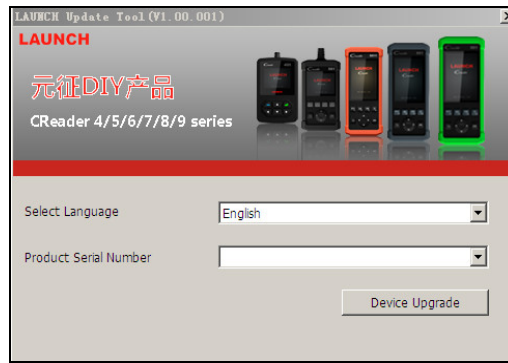 LAUNCH Update Tool(V1.00.001)
LAUNCH
元征DIY产品
CReader 4/5/6/7/8/9 series
Select Language
English
Product Serial Number
Device Upgrade